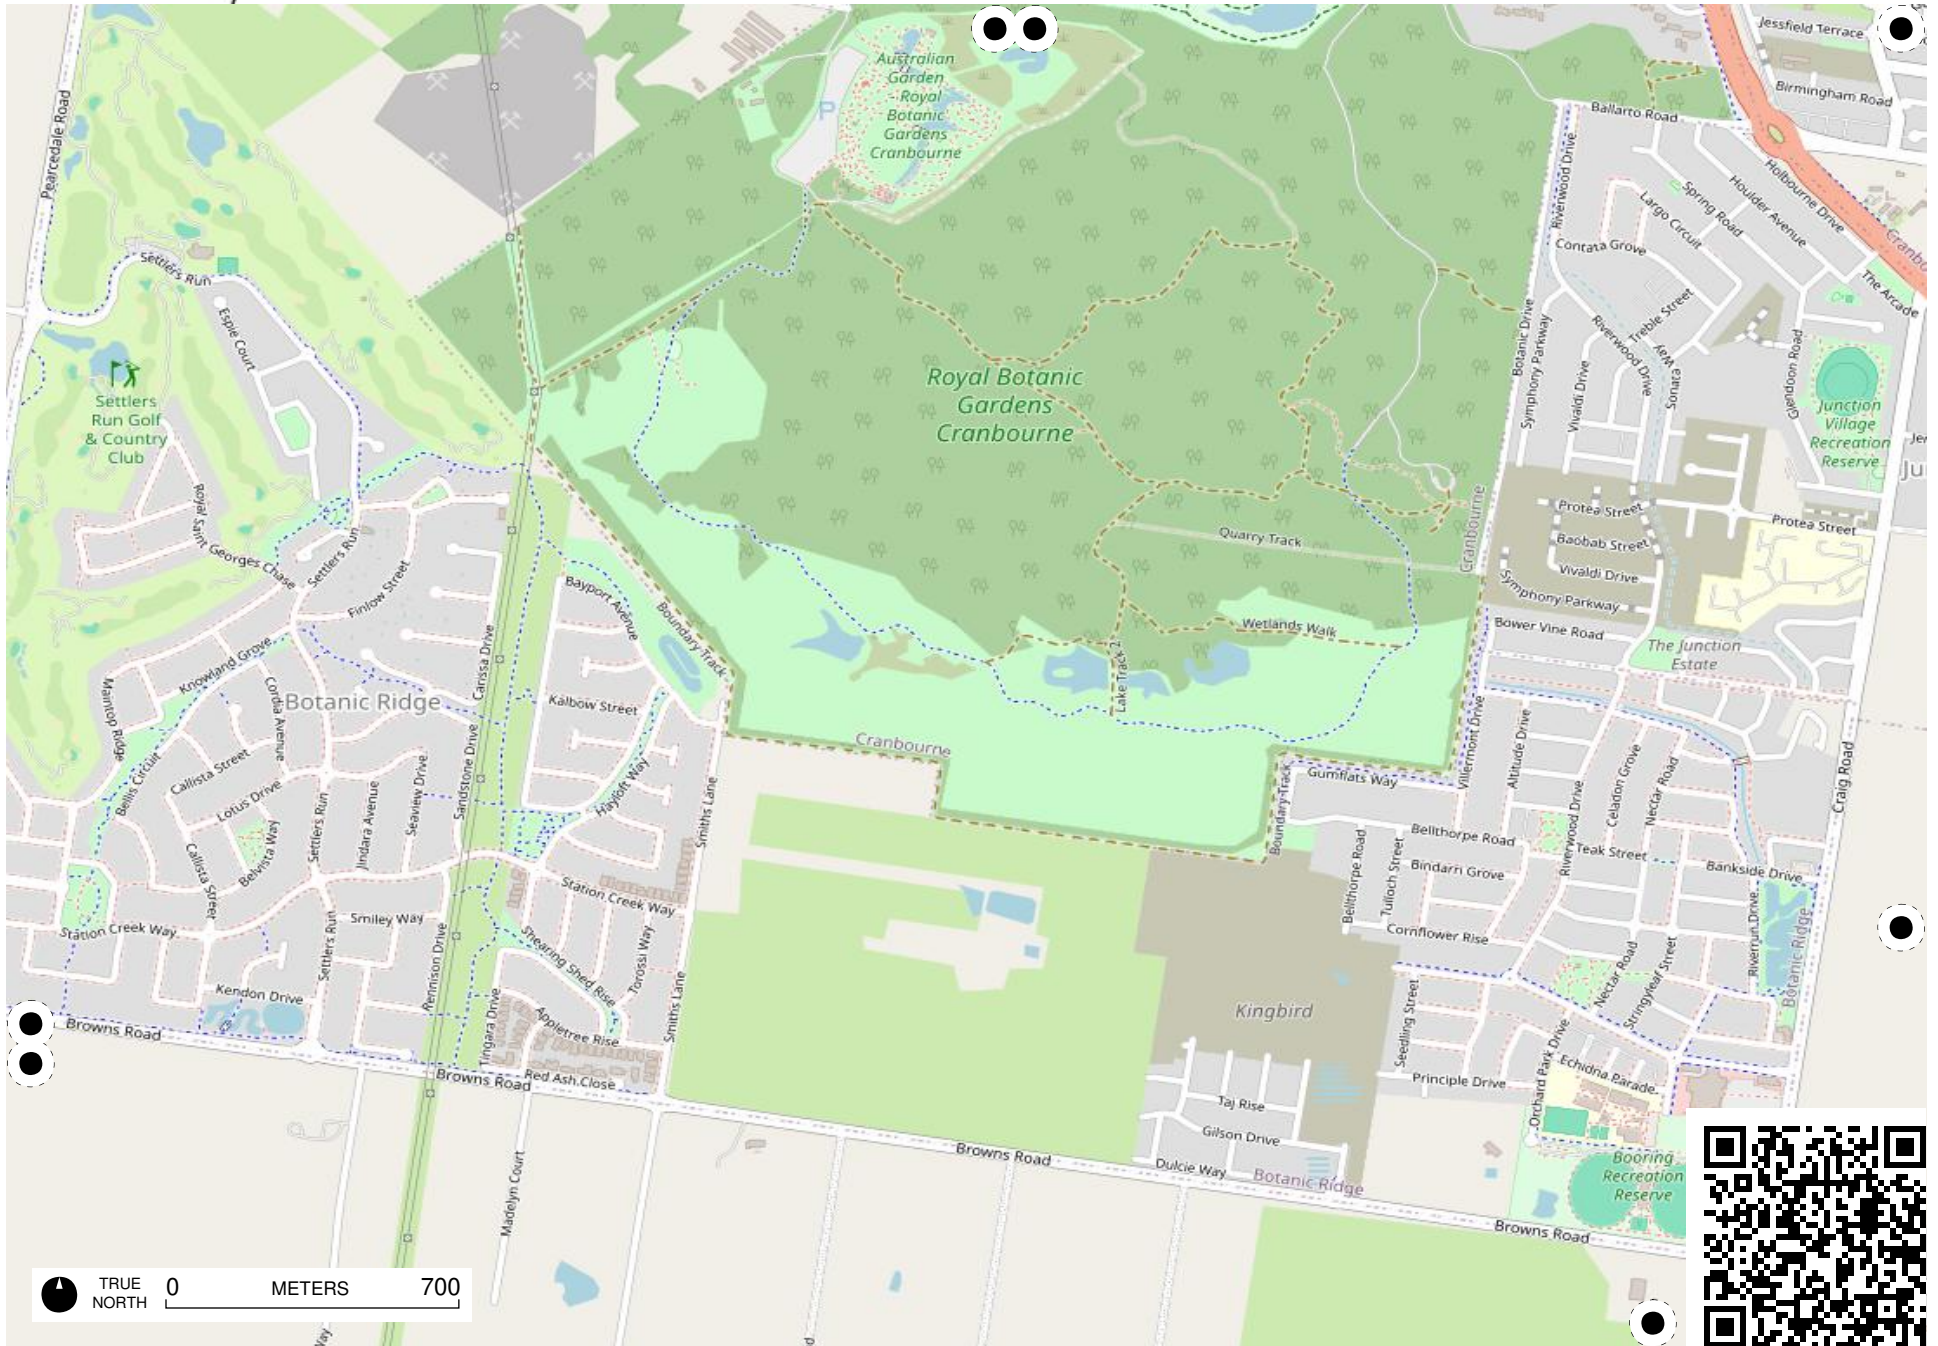 Jessfield Terrace
Birmingham Road
Ballarto Road
Australian
Garden
- Royal
Botanic
Gardens
Cranbourne
P
Pearcedale Road
Riverwood Drive
Holbourne Drive
Houlder Avenue
Spring Road
Largo Circuit
Contata Grove
The Arcade
Settlers Run
Espie Court
Botanic Drive
Symphony Parkway
Riverwood Drive
Treble Street
Sonata Way
Vivaldi Drive
Glendoon Road
Settlers
Run Golf
& Country
Club
Royal Botanic
Gardens
Cranbourne
Junction
Village
Recreation
Reserve
Royal Saint
Georges Chase
Settlers Run
Finlow Street
Quarry Track
Cranbourne
Protea Street
Protea Street
Baobab Street
Vivaldi Drive
Symphony Parkway
Bayport Avenue
Boundary Track
Wetlands Walk
Bower Vine Road
The Junction
Estate
Knowland Grove
Carissa Drive
Lake Track 2
Maintop Ridge
Cordia Avenue
Botanic Ridge
Kalbow Street
Cranbourne
Villermont Drive
Altitude Drive
Bellis Circuit
Callista Street
Lotus Drive
Belvista Way
Callista Street
Settlers Run
Jindara Avenue
Seaview Drive
Sandstone Drive
Hayloft Way
Smiths Lane
Gumflats Way
Boundary Track
Celadon Grove
Nectar Road
Craig Road
Riverwood Drive
Bellthorpe Road
Teak Street
Bankside Drive
Bellthorpe Road
Tulloch Street
Bindarri Grove
Cornflower Rise
Station Creek Way
Station Creek Way
Smiley Way
Settlers Run
Rennison Drive
Shearing Shed Rise
Torossi Way
Smiths Lane
Riverrun Drive
Botanic Ridge
Nectar Road
Stringyleaf Street
Kendon Drive
Kingbird
Seedling Street
Browns Road
Tingara Drive
Appletree Rise
Red Ash Close
Browns Road
Principle Drive
Orchard Park Drive
Echidna Parade
Taj Rise
Gilson Drive
Dulcie Way
Botanic Ridge
Browns Road
Madelyn Court
Booring
Recreation
Reserve
Browns Road
TRUE
NORTH
0 METERS 700